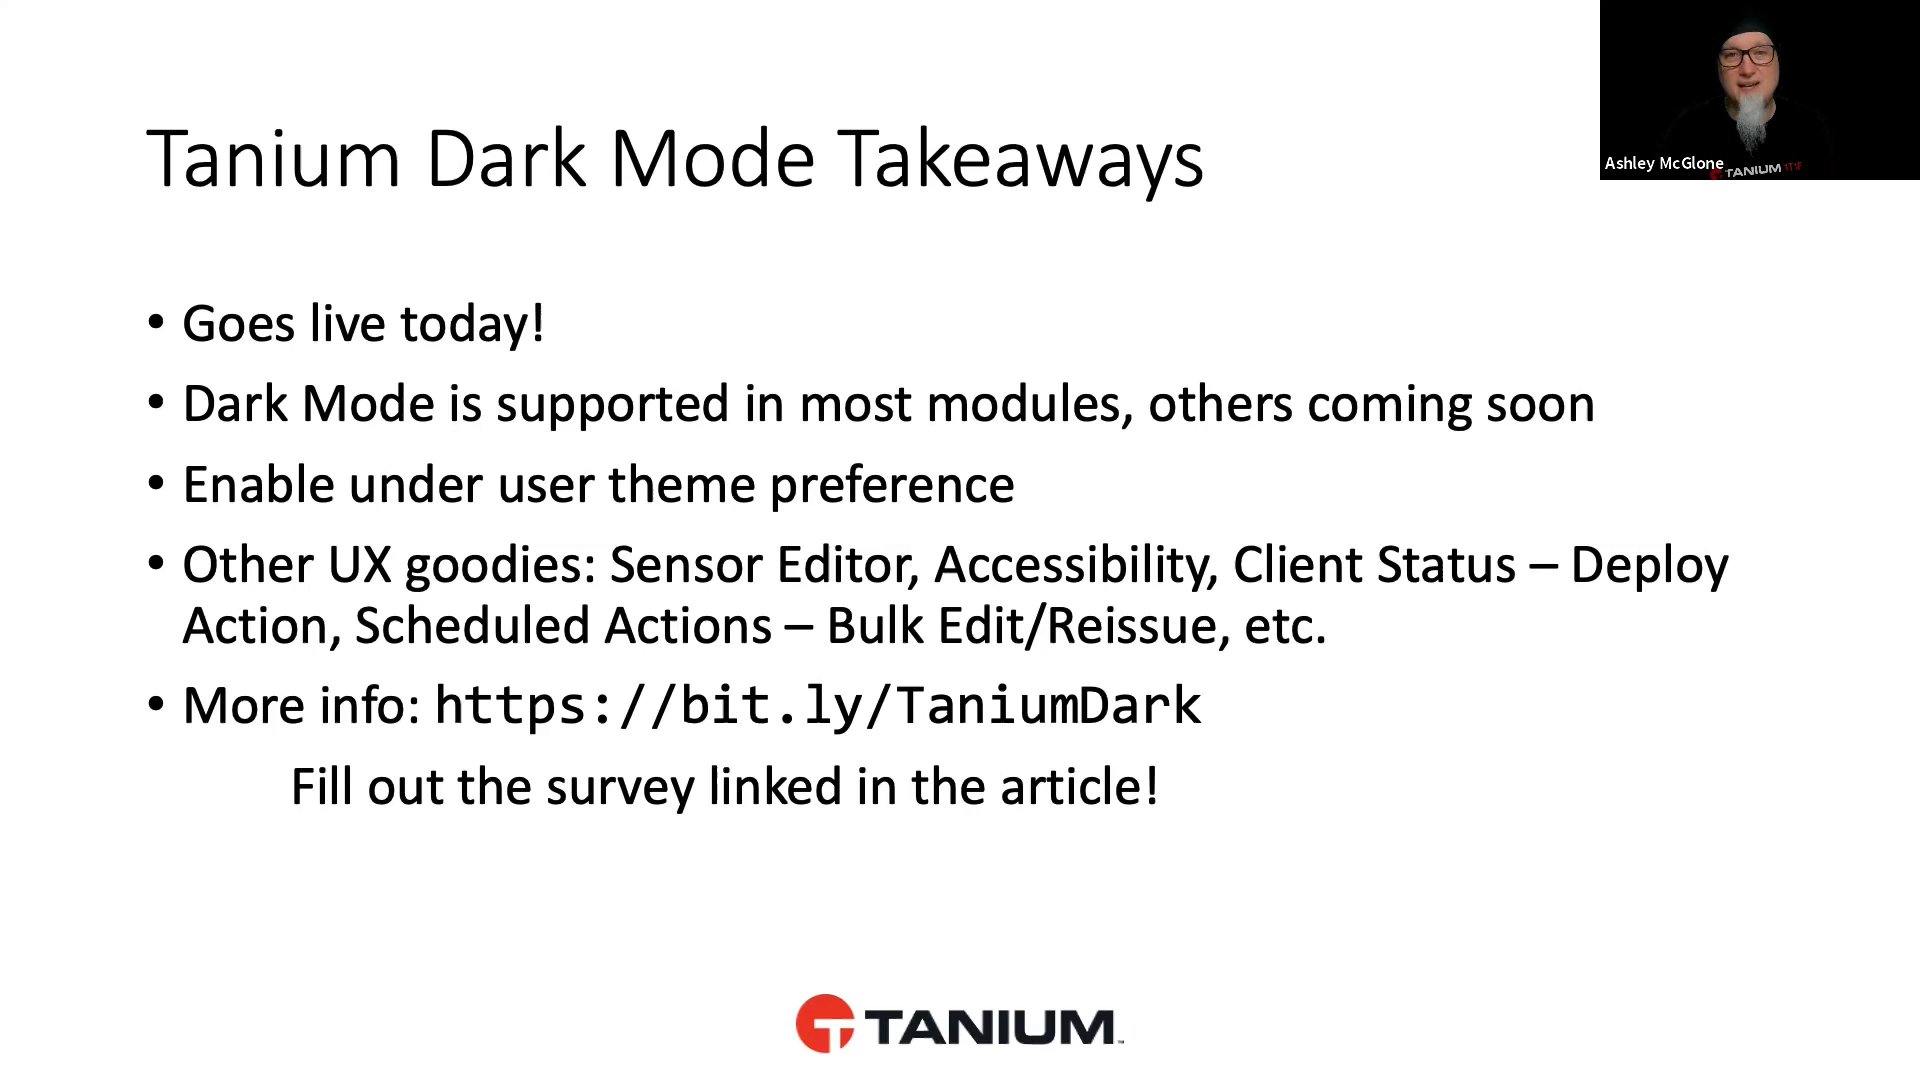 Tanium Dark Mode Takeaways
Ashley McGlone
TANIUM
• Goes live today!
• Dark Mode is supported in most modules, others coming soon
• Enable under user theme preference
• Other UX goodies: Sensor Editor, Accessibility, Client Status – Deploy
Action, Scheduled Actions – Bulk Edit/Reissue, etc.
• More info: https://bit.ly/TaniumDark
Fill out the survey linked in the article!
TANIUM